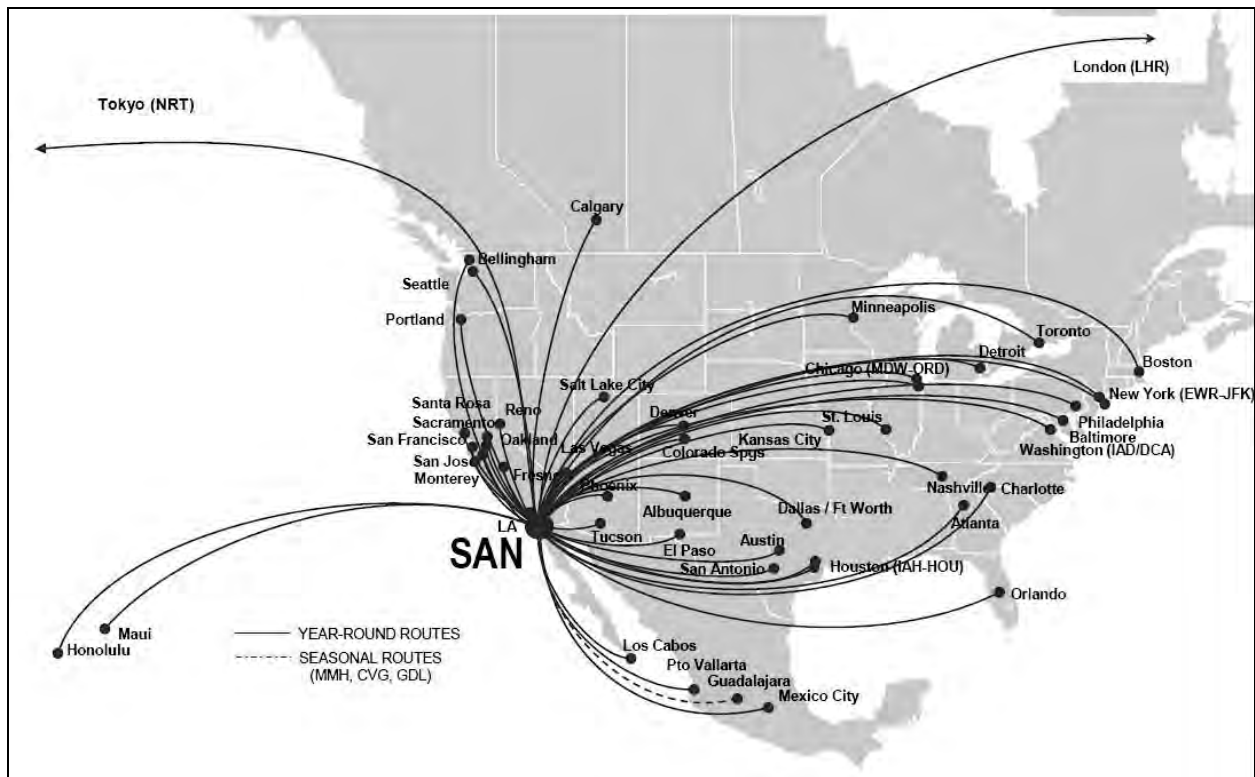 London (LHR)
Tokyo (NRT)
Calgary
Bellingham
Seattle
Portland
Minneapolis
Toronto
Detroit
Boston
Chicago (MDW-ORD)
Salt Lake City
New York (EWR-JFK)
Santa Rosa
Reno
Denver
St. Louis
Philadelphia
Sacramento
Oakland
Kansas City
Baltimore
San Francisco
Las Vegas
Colorado Spgs
Washington (IAD/DCA)
San Jose
Fresno
Monterey
Phoenix
Nashville
Charlotte
Albuquerque
Dallas / Ft Worth
Atlanta
LA
Tucson
SAN
El Paso
Austin
San Antonio
Houston (IAH-HOU)
Orlando
Maui
Honolulu
YEAR-ROUND ROUTES
SEASONAL ROUTES
(MMH, CVG, GDL)
Los Cabos
Pto Vallarta
Guadalajara
Mexico City